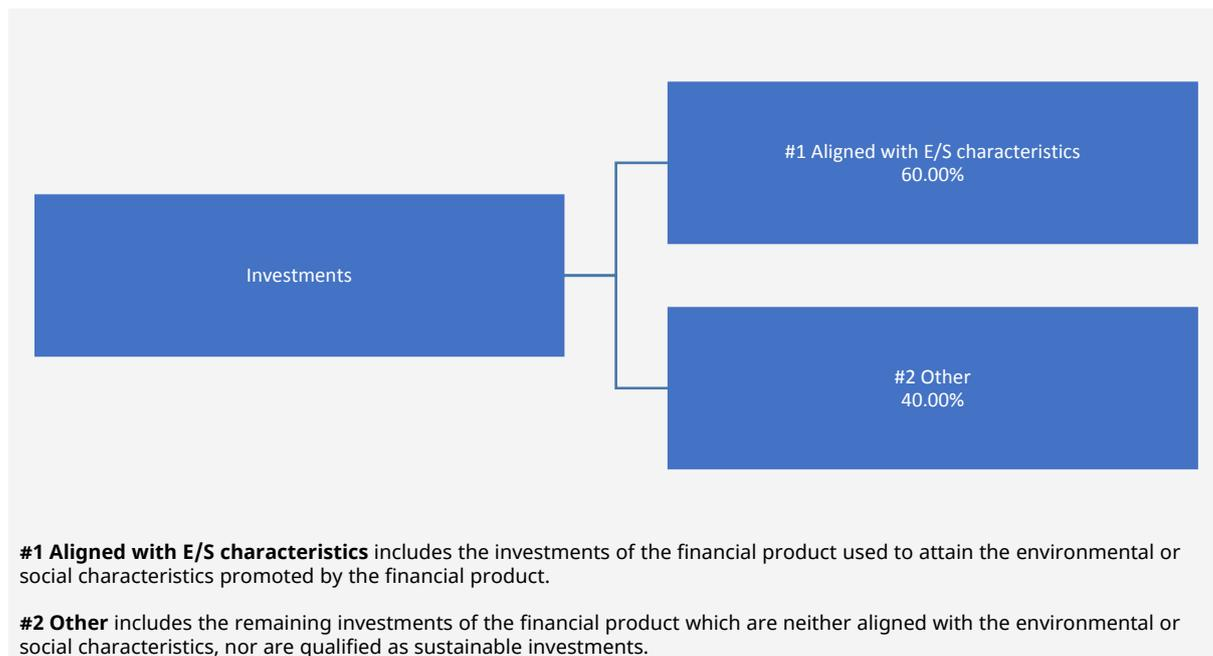 #1 Aligned with E/S characteristics
60.00%
Investments
#2 Other
40.00%
#1 Aligned with E/S characteristics includes the investments of the financial product used to attain the environmental or
social characteristics promoted by the financial product.
#2 Other includes the remaining investments of the financial product which are neither aligned with the environmental or
social characteristics, nor are qualified as sustainable investments.